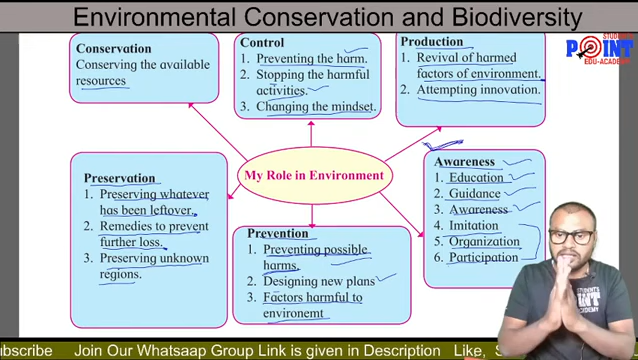 Environmental Conservation and Biodiversity
STUDENT'S
POINT
EDU-ACADEMY
Conservation
Conserving the available
resources
Control
1. Preventing the harm.
2. Stopping the harmful
activities.
3. Changing the mindset.
Production
1. Revival of harmed
factors of environment.
2. Attempting innovation.
My Role in Environment
Preservation
1. Preserving whatever
has been leftover.
2. Remedies to prevent
further loss.
3. Preserving unknown
regions.
Prevention
1. Preventing possible
harms.
2. Designing new plans
3. Factors harmful to
environemt
Awareness
1. Education
2. Guidance
3. Awareness
4. Imitation
5. Organization
6. Participation
ubscribe Join Our Whatsaap Group Link is given in Description Like, S